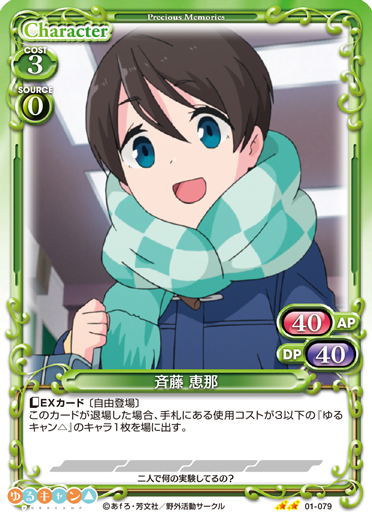 Precious Memories
Character
COST
3
SOURCE
0
40 AP
DP 40
斉藤 恵那
EXカード〔自由登場〕
このカードが退場した場合、手札にある使用コストが3以下の『ゆる
キャン△』のキャラ1枚を場に出す。
二人で何の実験してるの?
ゆるキャン△
©あfろ・芳文社/野外活動サークル
01-079